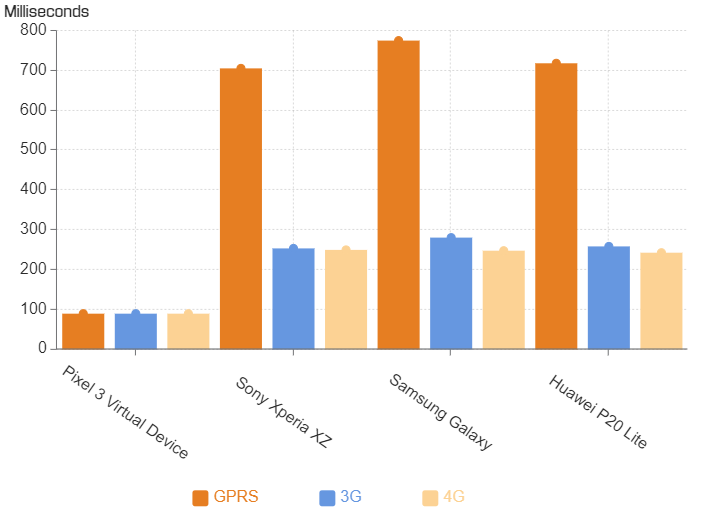 Milliseconds
800
700
600
500
400
300
200
100
0
Pixel 3 Virtual Device
Sony Xperia XZ
Samsung Galaxy
Huawei P20 Lite
GPRS 3G 4G